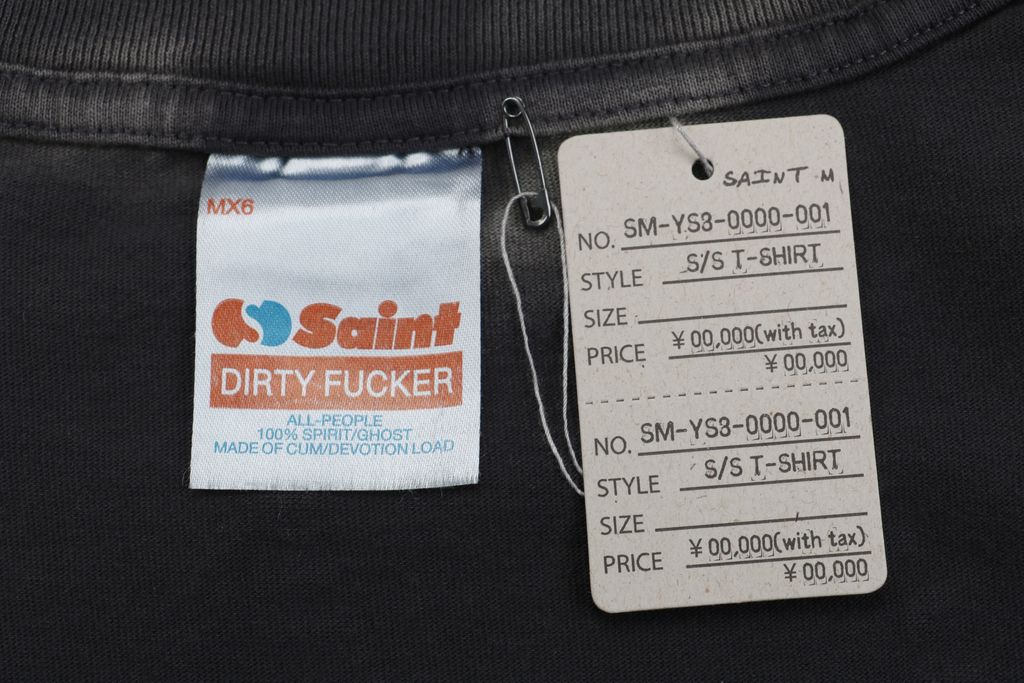 MX6
Saint
DIRTY FUCKER
ALL-PEOPLE
100% SPIRIT/GHOST
MADE OF CUM/DEVOTION LOAD
SAINT M
NO. SM-YS3-0000-001
STYLE S/S T-SHIRT
SIZE
PRICE ¥00,000(with tax)
¥00,000
NO. SM-YS3-0000-001
STYLE S/S T-SHIRT
SIZE
PRICE ¥00,000(with tax)
¥00,000